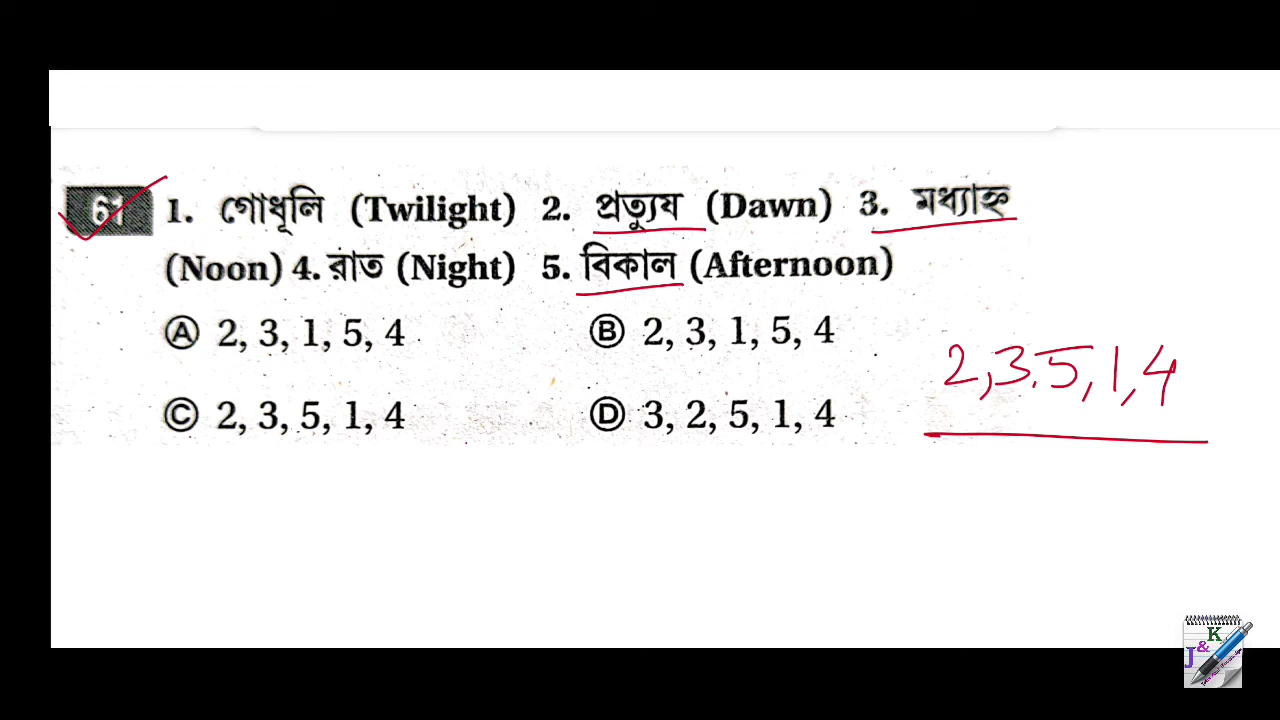 61 1. গোধূলি (Twilight) 2. প্রত্যুষ (Dawn) 3. মধ্যাহ্ন
(Noon) 4. রাত (Night) 5. বিকাল (Afternoon)
Ⓐ 2, 3, 1, 5, 4 Ⓑ 2, 3, 1, 5, 4
2,3.5,1,4
Ⓒ 2, 3, 5, 1, 4 Ⓓ 3, 2, 5, 1, 4
J&K